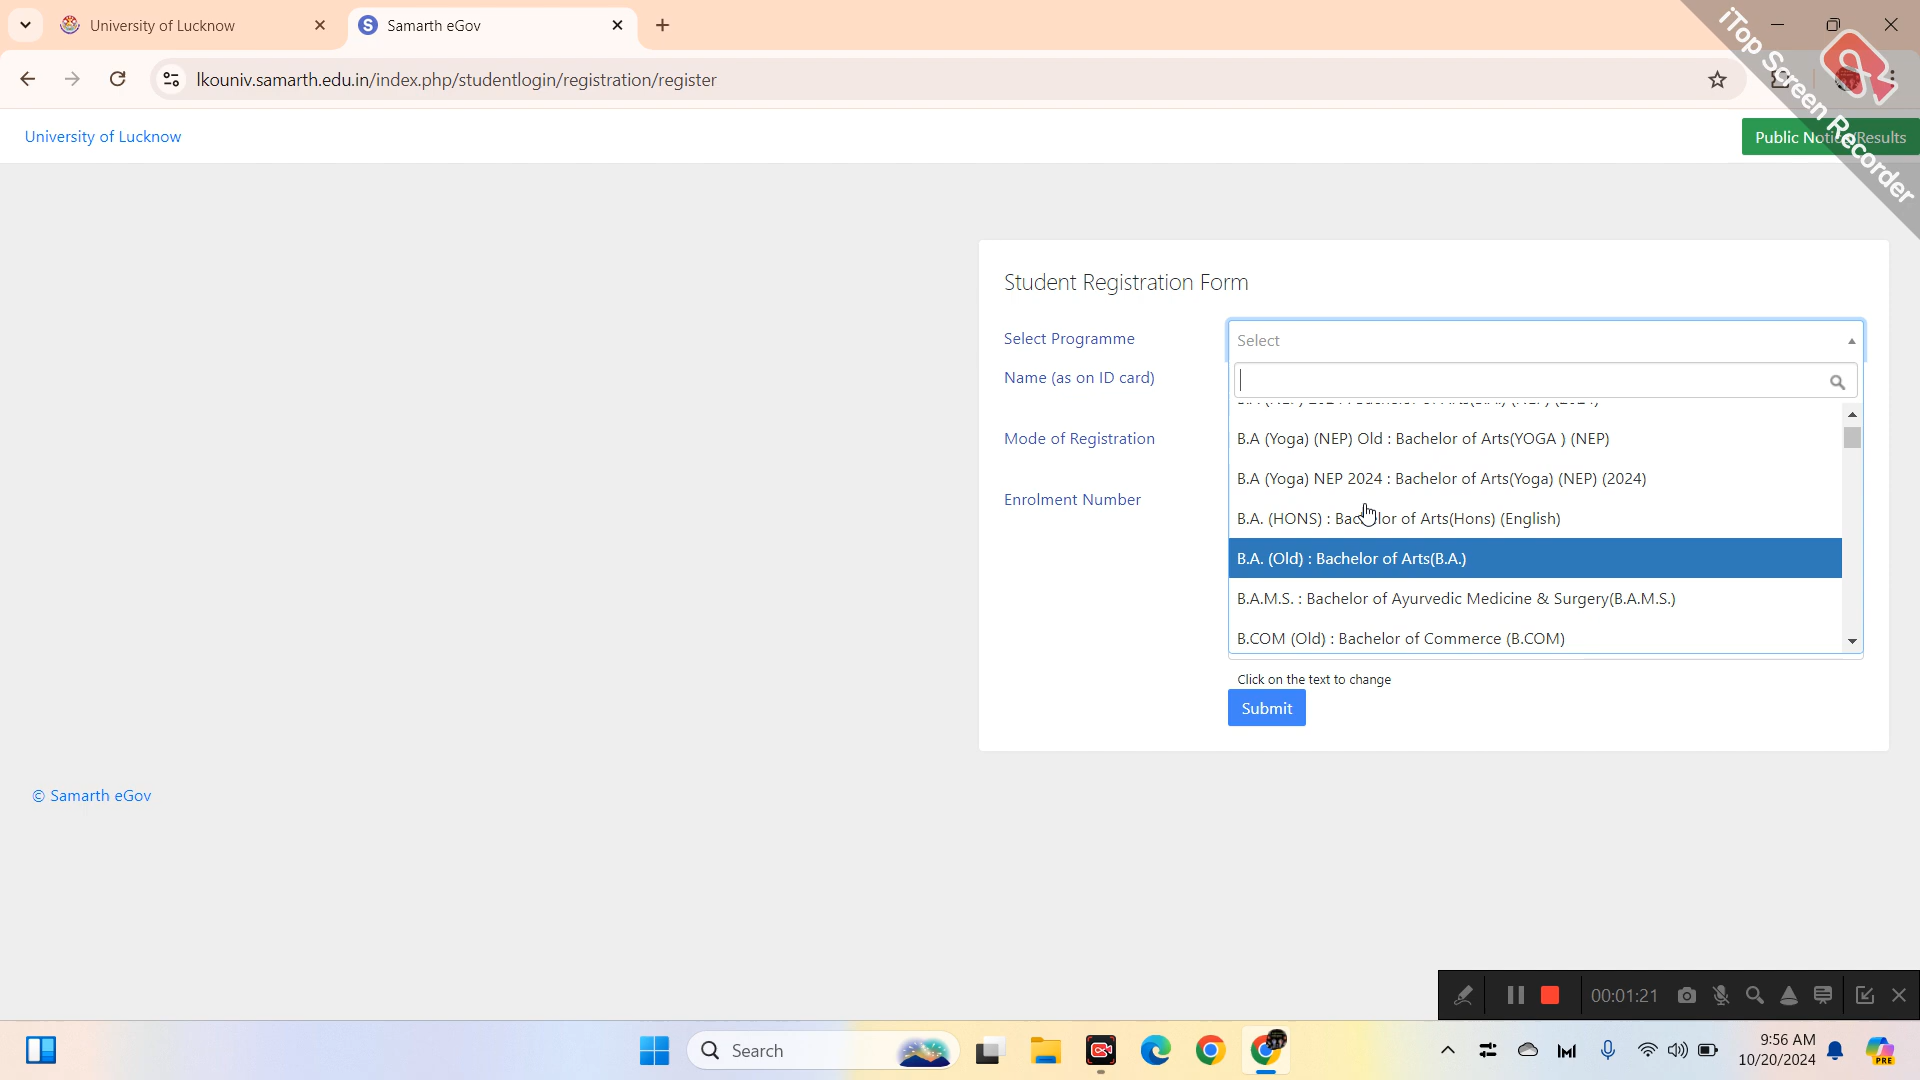 University of Lucknow
Samarth eGov
lkouniv.samarth.edu.in/index.php/studentlogin/registration/register
iTop Screen Recorder
University of Lucknow
Public Notice/Results
Student Registration Form
Select Programme
Select
Name (as on ID card)
B.A (Yoga) (NEP) Old : Bachelor of Arts(YOGA ) (NEP)
Mode of Registration
B.A (Yoga) NEP 2024 : Bachelor of Arts(Yoga) (NEP) (2024)
Enrolment Number
B.A. (HONS) : Bachelor of Arts(Hons) (English)
B.A. (Old) : Bachelor of Arts(B.A.)
B.A.M.S. : Bachelor of Ayurvedic Medicine & Surgery(B.A.M.S.)
B.COM (Old) : Bachelor of Commerce (B.COM)
Click on the text to change
Submit
© Samarth eGov
00:01:21
Search
9:56 AM
10/20/2024
PRE